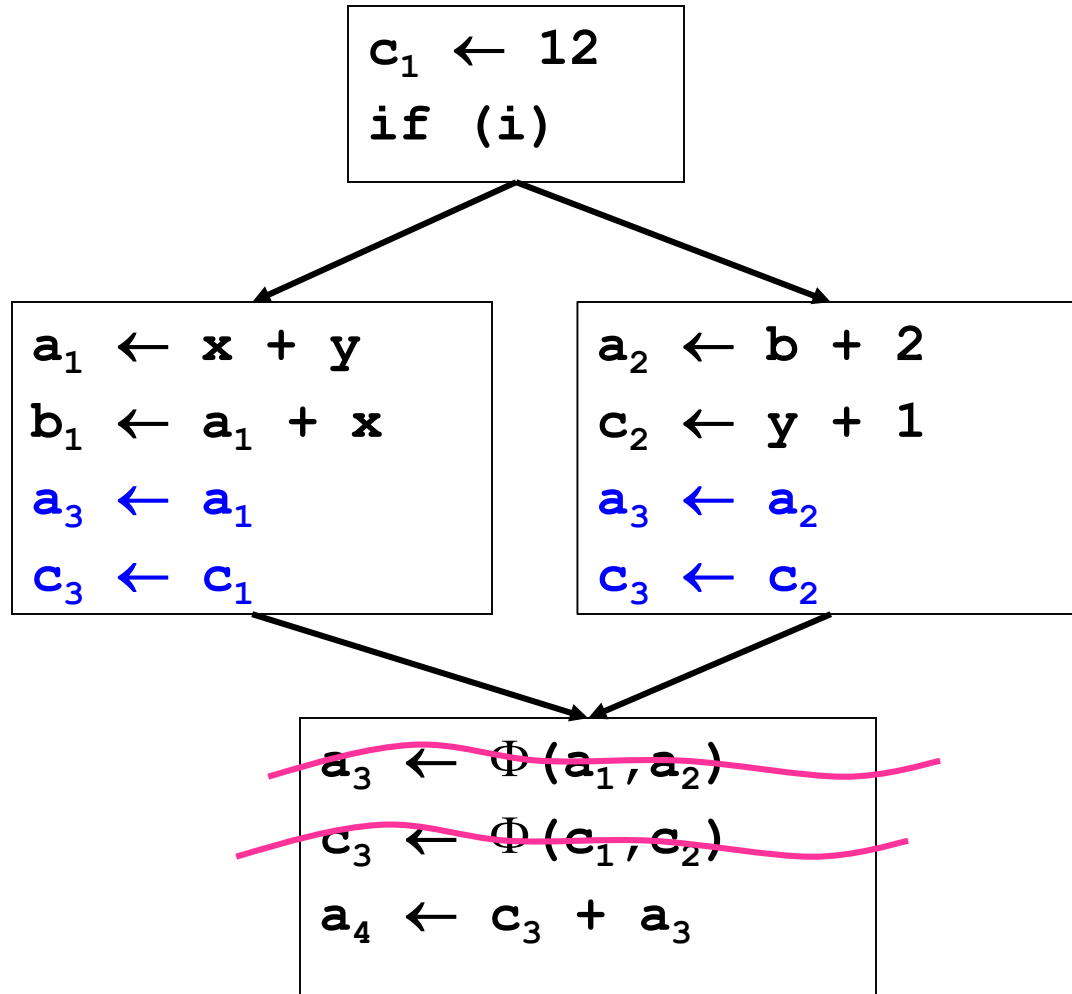 c₁ ← 12
if (i)
a₁ ← x + y
b₁ ← a₁ + x
a₃ ← a₁
c₃ ← c₁
a₂ ← b + 2
c₂ ← y + 1
a₃ ← a₂
c₃ ← c₂
a₃ ← Φ(a₁,a₂)
c₃ ← Φ(c₁,c₂)
a₄ ← c₃ + a₃